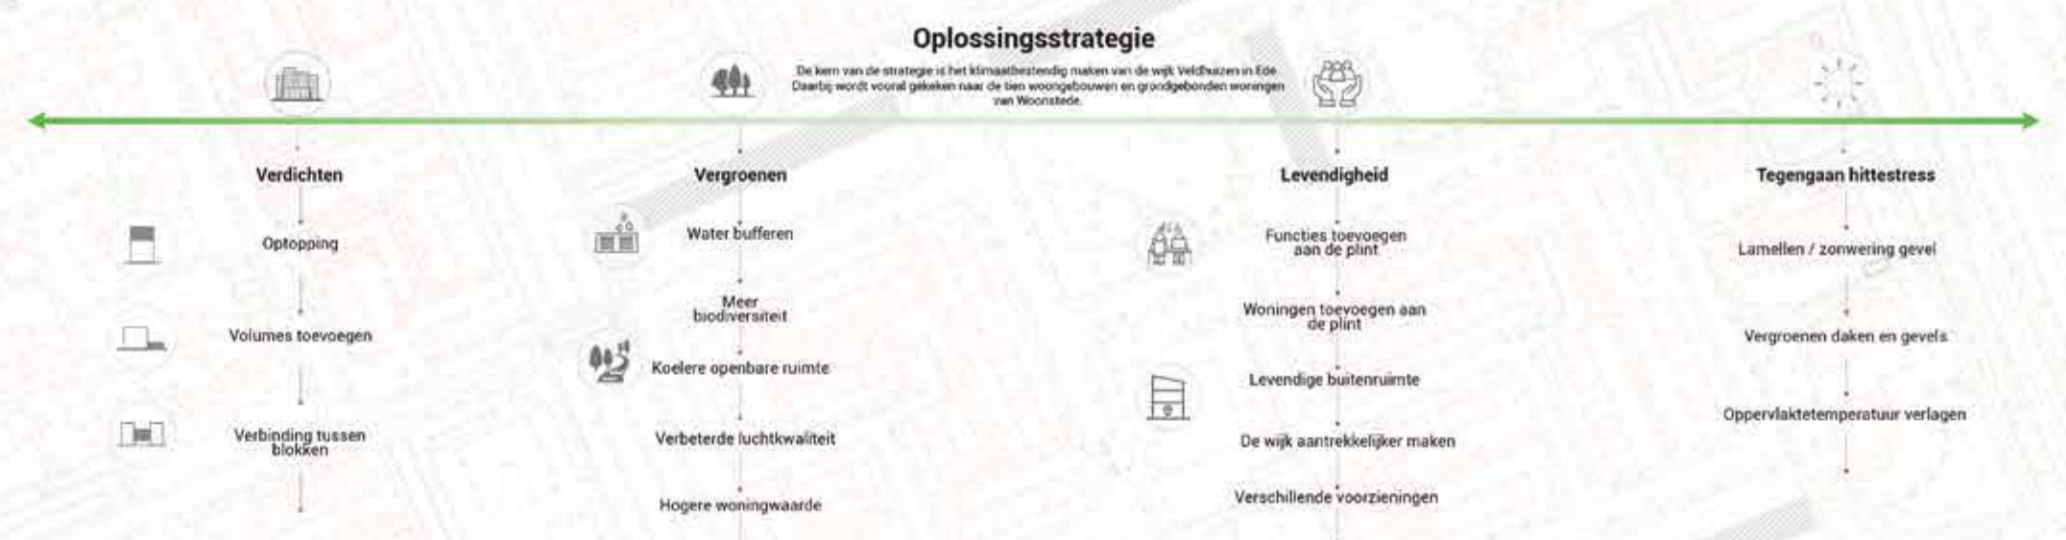 Oplossingsstrategie
De kern van de strategie is het klimaatbestendig maken van de wijk Veldhuizen in Ede
Daarbij wordt vooral gekeken naar de tien woongebouwen en grondgebonden woningen
van Woonstede.
Verdichten
Optopping
Volumes toevoegen
Verbinding tussen
blokken
Vergroenen
Water bufferen
Meer
biodiversiteit
Koelere openbare ruimte
Verbeterde luchtkwaliteit
Hogere woningwaarde
Levendigheid
Functies toevoegen
aan de plint
Woningen toevoegen aan
de plint
Levendige buitenruimte
De wijk aantrekkelijker maken
Verschillende voorzieningen
Tegengaan hittestress
Lamellen / zonwering gevel
Vergroenen daken en gevels
Oppervlaktetemperatuur verlagen